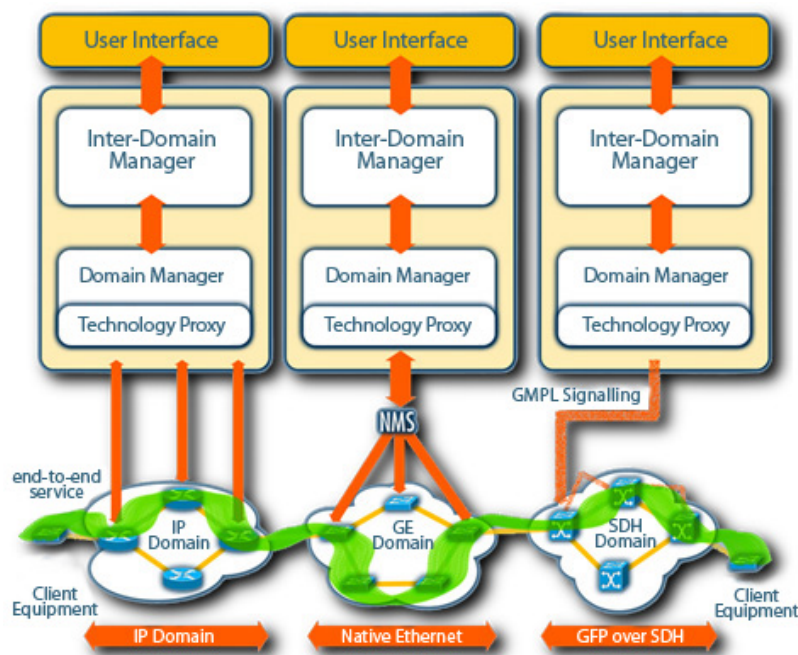 User Interface
User Interface
User Interface
Inter-Domain
Manager
Inter-Domain
Manager
Inter-Domain
Manager
Domain Manager
Technology Proxy
Domain Manager
Technology Proxy
Domain Manager
Technology Proxy
GMPL Signalling
NMS
end-to-end
service
IP
Domain
GE
Domain
SDH
Domain
Client
Equipment
Client
Equipment
IP Domain
Native Ethernet
GFP over SDH